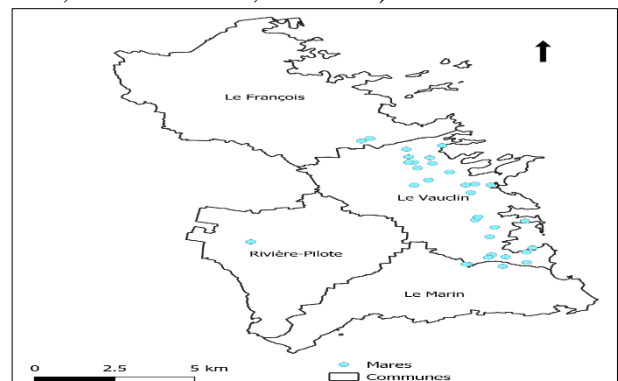 Le François
Le Vauclin
Rivière-Pilote
Le Marin
0 2.5 5 km
Mares
Communes